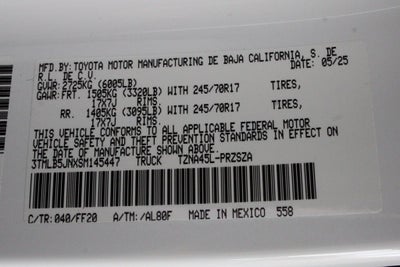 MFD.BY:TOYOTA MOTOR MANUFACTURING DE BAJA CALIFORNIA, S. DE
R.L. DE C.V. DATE 05/25
GVWR:2725KG (6005LB)
GAWR:FRT. 1505KG (3320LB) WITH 245/70R17 TIRES,
17X7J RIMS.
RR. 1405KG (3095LB) WITH 245/70R17 TIRES,
17X7J RIMS.
THIS VEHICLE CONFORMS TO ALL APPLICABLE FEDERAL MOTOR
VEHICLE SAFETY AND THEFT PREVENTION STANDARDS IN EFFECT ON
THE DATE OF MANUFACTURE SHOWN ABOVE.
3TMLB5JNXSM145447 TRUCK TZNA45L-PRZSZA
C/TR:040/FF20 A/TM:/AL80F MADE IN MEXICO 558